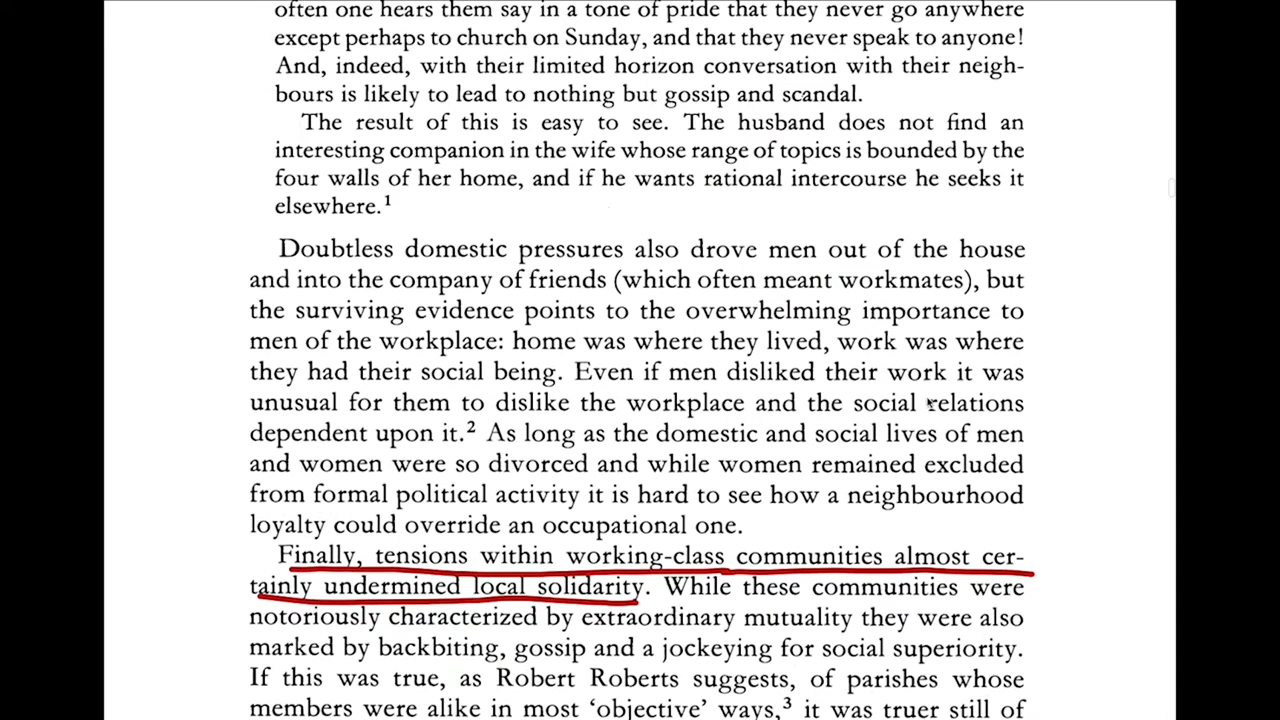 often one hears them say in a tone of pride that they never go anywhere
except perhaps to church on Sunday, and that they never speak to anyone!
And, indeed, with their limited horizon conversation with their neigh-
bours is likely to lead to nothing but gossip and scandal.
The result of this is easy to see. The husband does not find an
interesting companion in the wife whose range of topics is bounded by the
four walls of her home, and if he wants rational intercourse he seeks it
elsewhere.¹
Doubtless domestic pressures also drove men out of the house
and into the company of friends (which often meant workmates), but
the surviving evidence points to the overwhelming importance to
men of the workplace: home was where they lived, work was where
they had their social being. Even if men disliked their work it was
unusual for them to dislike the workplace and the social relations
dependent upon it.² As long as the domestic and social lives of men
and women were so divorced and while women remained excluded
from formal political activity it is hard to see how a neighbourhood
loyalty could override an occupational one.
Finally, tensions within working-class communities almost cer-
tainly undermined local solidarity. While these communities were
notoriously characterized by extraordinary mutuality they were also
marked by backbiting, gossip and a jockeying for social superiority.
If this was true, as Robert Roberts suggests, of parishes whose
members were alike in most ‘objective’ ways,³ it was truer still of